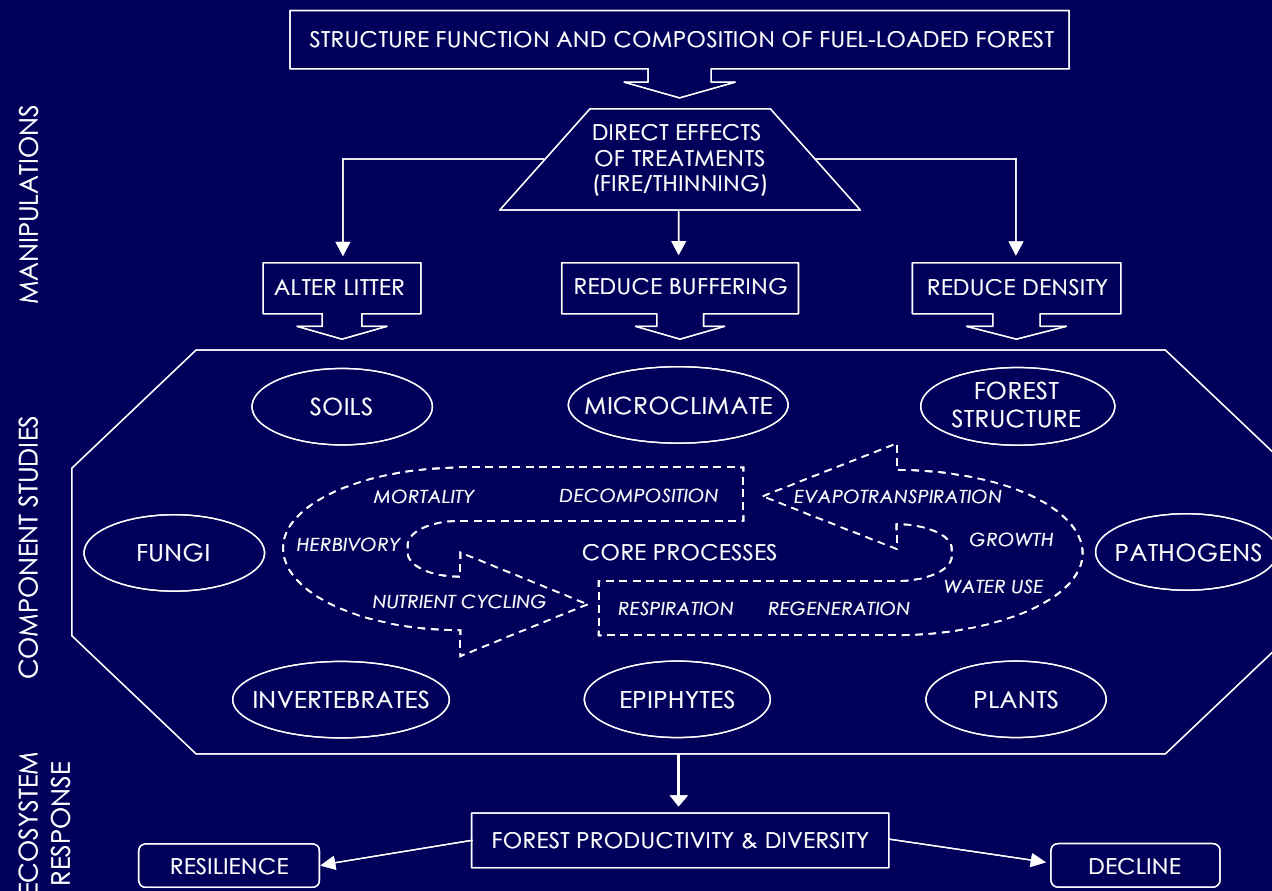 STRUCTURE FUNCTION AND COMPOSITION OF FUEL-LOADED FOREST
MANIPULATIONS
DIRECT EFFECTS
OF TREATMENTS
(FIRE/THINNING)
ALTER LITTER
REDUCE BUFFERING
REDUCE DENSITY
COMPONENT STUDIES
SOILS
MICROCLIMATE
FOREST
STRUCTURE
MORTALITY
DECOMPOSITION
EVAPOTRANSPIRATION
FUNGI
HERBIVORY
CORE PROCESSES
GROWTH
PATHOGENS
NUTRIENT CYCLING
RESPIRATION
REGENERATION
WATER USE
INVERTEBRATES
EPIPHYTES
PLANTS
ECOSYSTEM
RESPONSE
FOREST PRODUCTIVITY & DIVERSITY
RESILIENCE
DECLINE